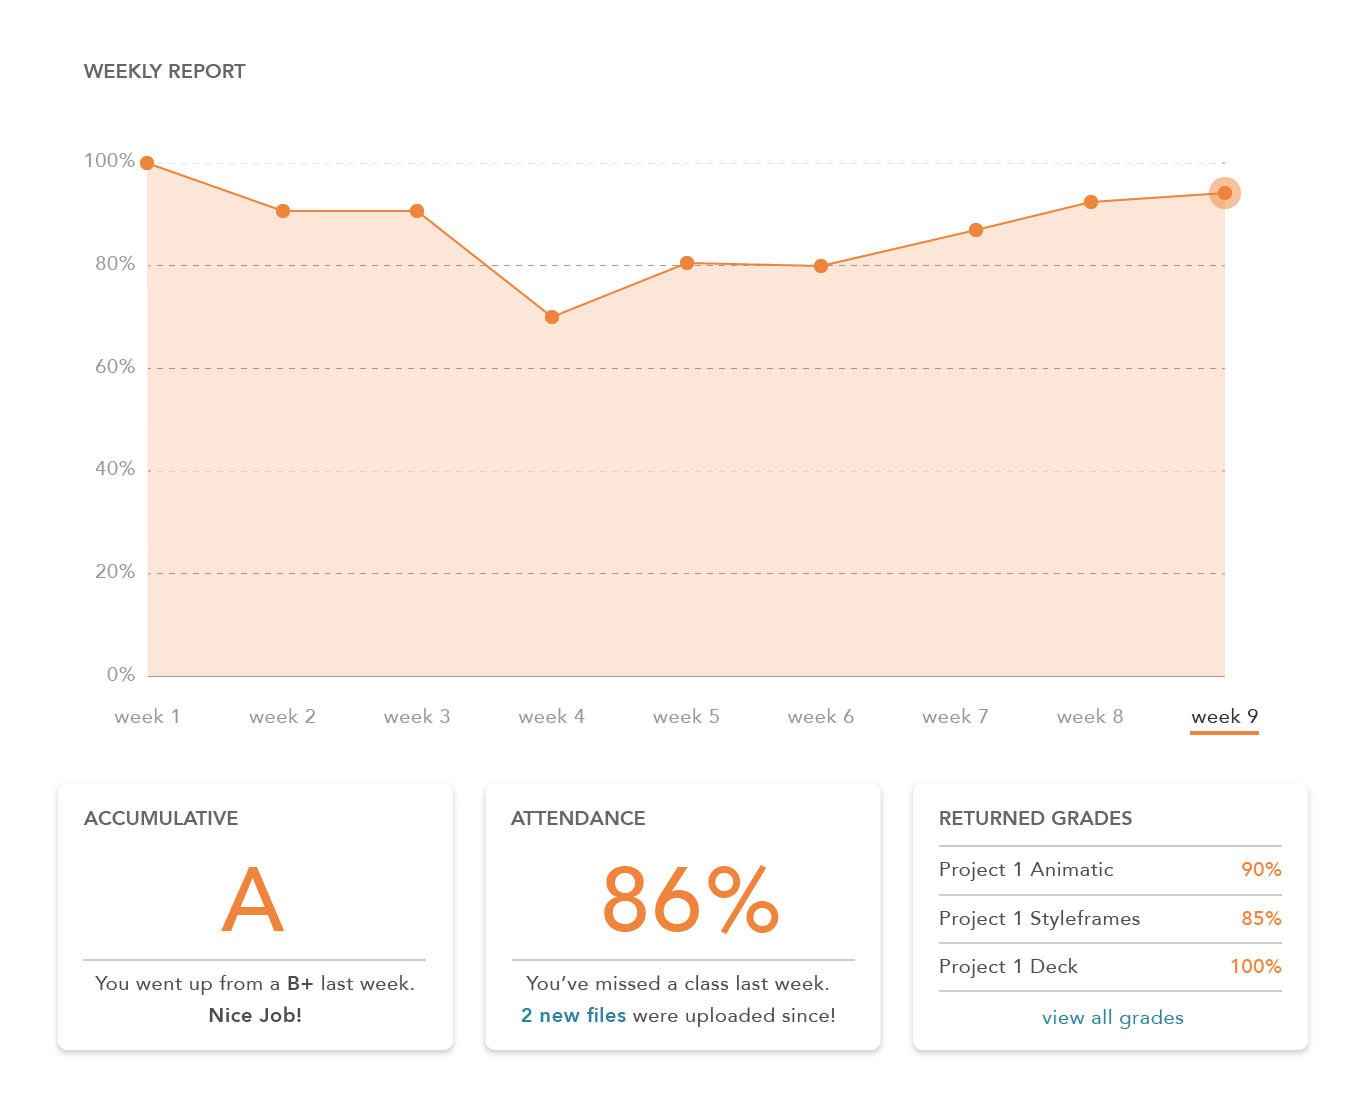 WEEKLY REPORT
100%
80%
60%
40%
20%
0%
week 1 week 2 week 3 week 4 week 5 week 6 week 7 week 8 week 9
ACCUMULATIVE
A
You went up from a B+ last week.
Nice Job!
ATTENDANCE
86%
You’ve missed a class last week.
2 new files were uploaded since!
RETURNED GRADES
Project 1 Animatic 90%
Project 1 Styleframes 85%
Project 1 Deck 100%
view all grades